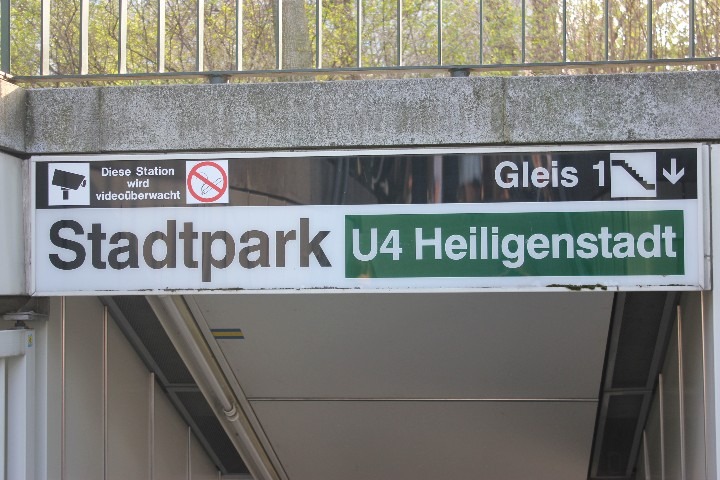 Diese Station
wird
videoüberwacht
Gleis 1
Stadtpark
U4 Heiligenstadt